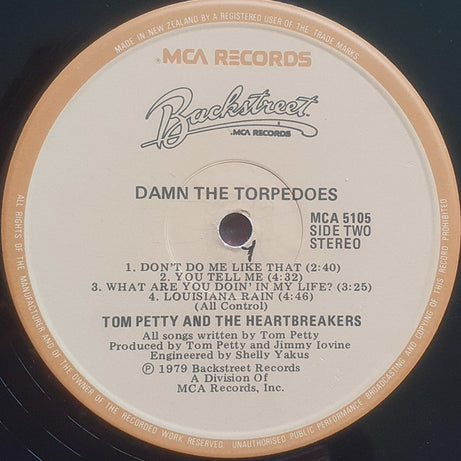 MADE IN NEW ZEALAND BY A REGISTERED USER OF THE TRADE MARKS.
MCA RECORDS
Backstreet
MCA RECORDS
DAMN THE TORPEDOES
MCA 5105
SIDE TWO
STEREO
1. DON'T DO ME LIKE THAT (2:40)
2. YOU TELL ME (4:32)
3. WHAT ARE YOU DOIN' IN MY LIFE? (3:25)
4. LOUISIANA RAIN (4:46)
(All Control)
TOM PETTY AND THE HEARTBREAKERS
All songs written by Tom Petty
Produced by Tom Petty and Jimmy Iovine
Engineered by Shelly Yakus
Ⓟ 1979 Backstreet Records
A Division Of
MCA Records, Inc.
ALL RIGHTS OF THE MANUFACTURER AND OF THE OWNER OF THE RECORDED WORK RESERVED. UNAUTHORISED PUBLIC PERFORMANCE BROADCASTING AND COPYING OF THIS RECORD PROHIBITED